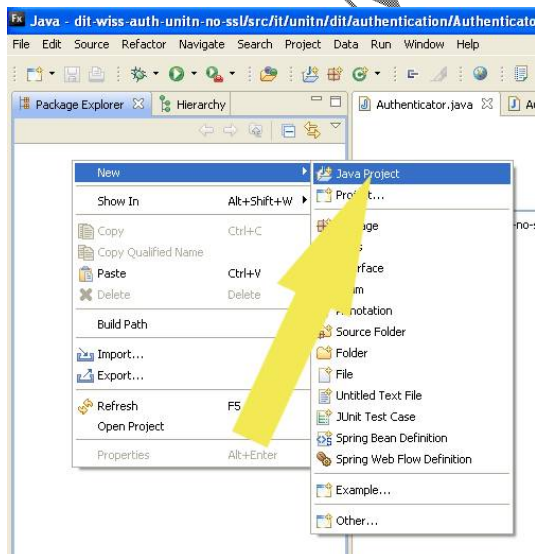 Fx Java - dit-wiss-auth-unitn-no-ssl/src/it/unitn/dit/authentication/Authenticato
File Edit Source Refactor Navigate Search Project Data Run Window Help
Package Explorer Hierarchy Authenticator.java
New
Show In Alt+Shift+W
Copy Ctrl+C
Copy Qualified Name
Paste Ctrl+V
Delete Delete
Build Path
Import...
Export...
Refresh F5
Open Project
Properties Alt+Enter
Java Project
Source Folder
Folder
File
Untitled Text File
JUnit Test Case
Spring Bean Definition
Spring Web Flow Definition
Example...
Other...